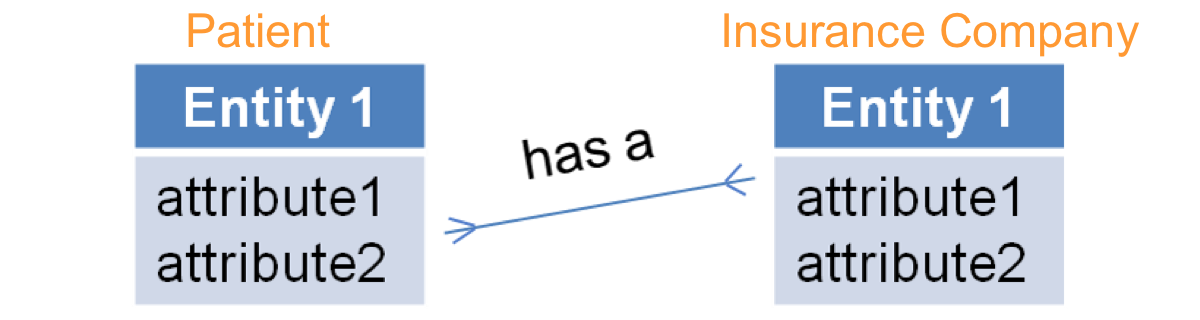 Patient
Entity 1
attribute1
attribute2
has a
Insurance Company
Entity 1
attribute1
attribute2